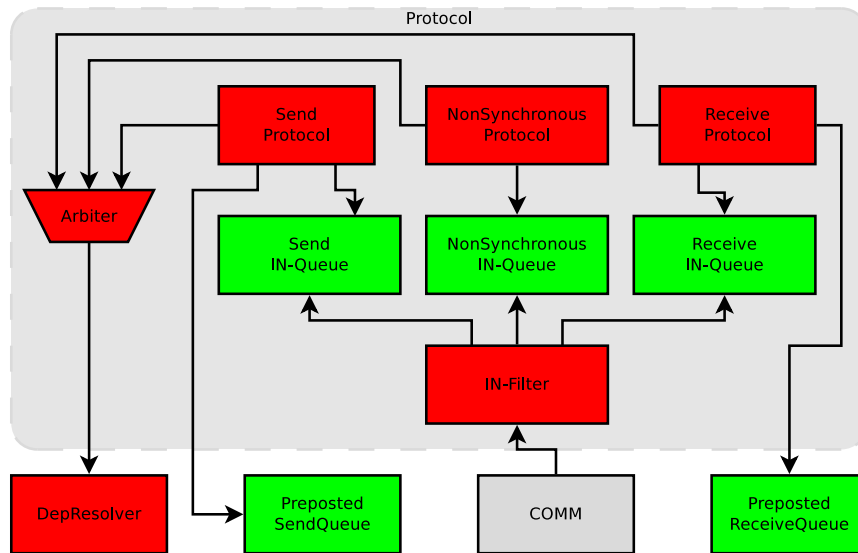 Protocol
Send
Protocol
NonSynchronous
Protocol
Receive
Protocol
Arbiter
Send
IN-Queue
NonSynchronous
IN-Queue
Receive
IN-Queue
IN-Filter
DepResolver
Preposted
SendQueue
COMM
Preposted
ReceiveQueue